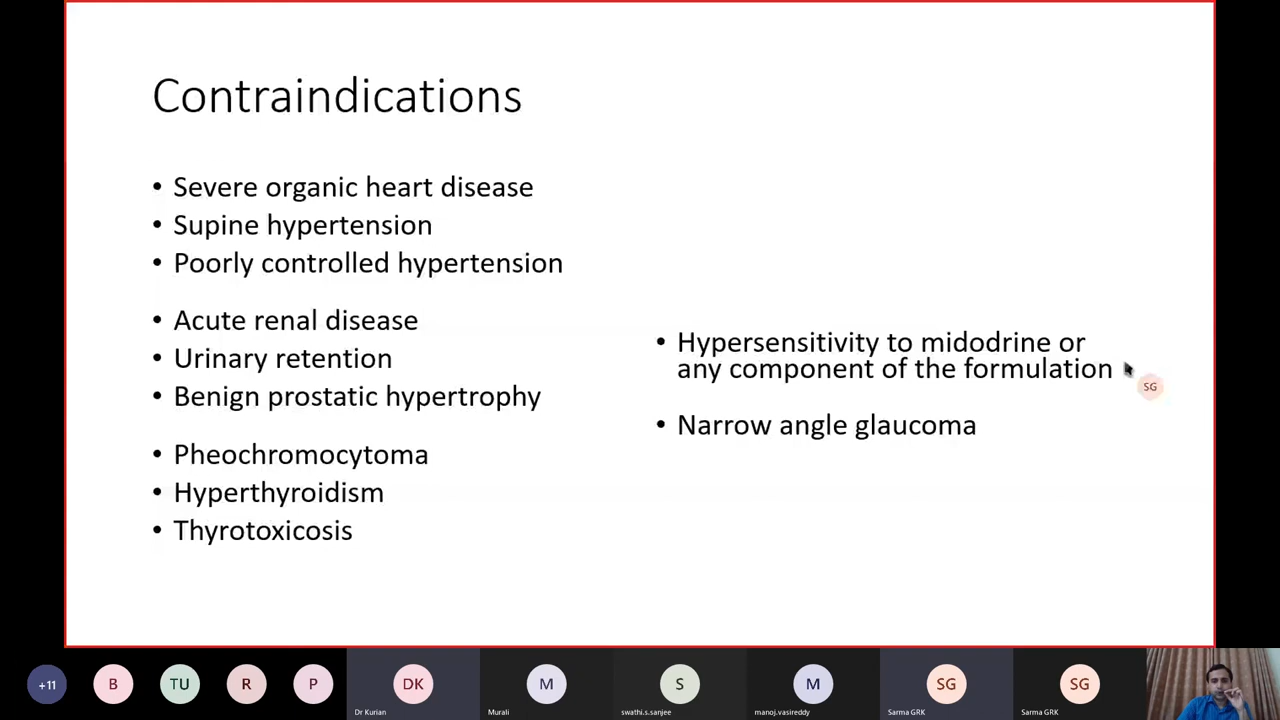 Contraindications
• Severe organic heart disease
• Supine hypertension
• Poorly controlled hypertension
• Acute renal disease
• Urinary retention
• Benign prostatic hypertrophy
• Pheochromocytoma
• Hyperthyroidism
• Thyrotoxicosis
• Hypersensitivity to midodrine or
any component of the formulation
• Narrow angle glaucoma
SG
+11
B
TU
R
P
DK
M
S
M
SG
SG
Dr Kurian
Murali
swathi.s.sanjee
manoj.vasireddy
Sarma GRK
Sarma GRK